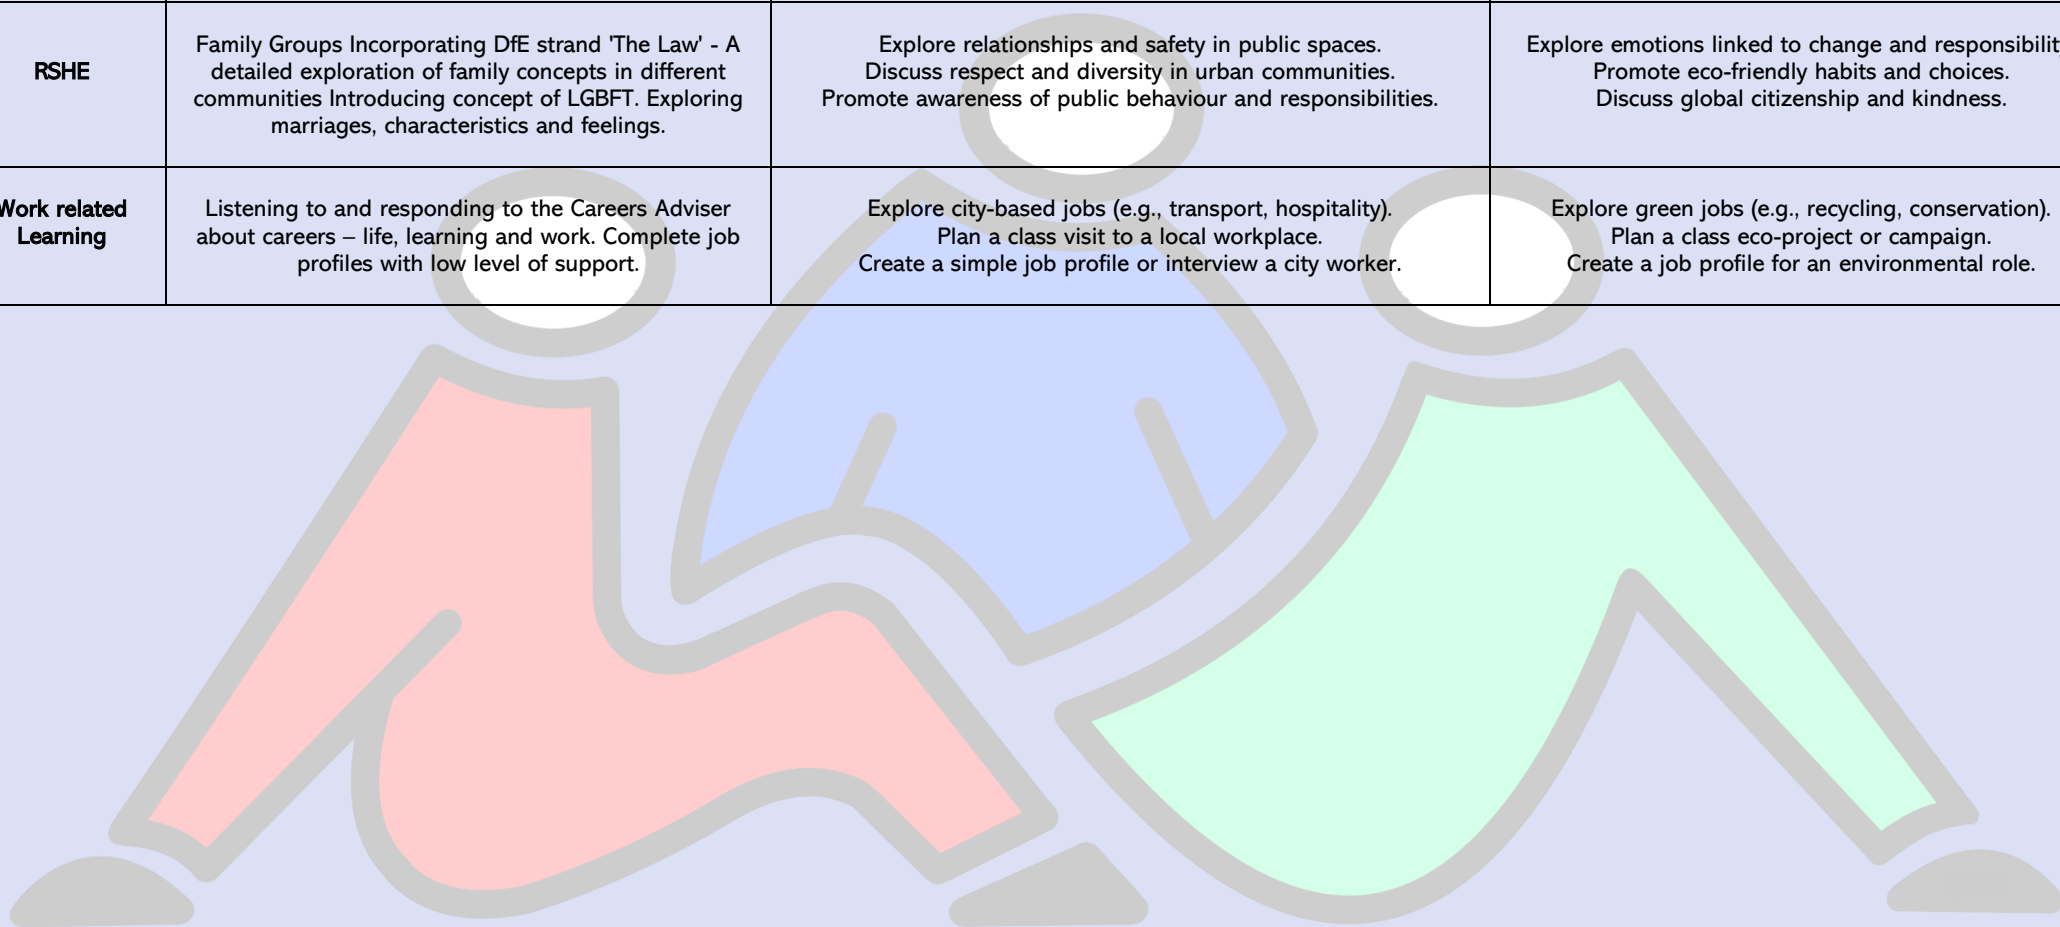 RSHE
Family Groups Incorporating DfE strand 'The Law' - A
detailed exploration of family concepts in different
communities Introducing concept of LGBFT. Exploring
marriages, characteristics and feelings.
Explore relationships and safety in public spaces.
Discuss respect and diversity in urban communities.
Promote awareness of public behaviour and responsibilities.
Explore emotions linked to change and responsibilit
Promote eco-friendly habits and choices.
Discuss global citizenship and kindness.
Work related
Learning
Listening to and responding to the Careers Adviser
about careers – life, learning and work. Complete job
profiles with low level of support.
Explore city-based jobs (e.g., transport, hospitality).
Plan a class visit to a local workplace.
Create a simple job profile or interview a city worker.
Explore green jobs (e.g., recycling, conservation).
Plan a class eco-project or campaign.
Create a job profile for an environmental role.